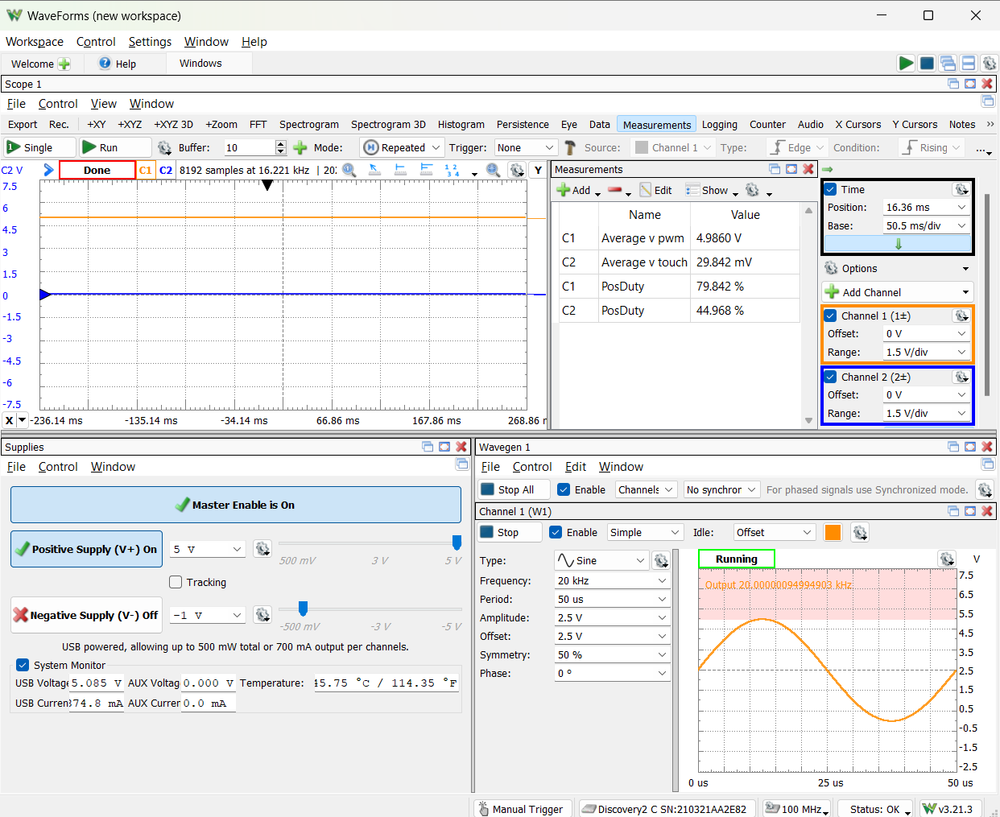 WaveForms (new workspace)
Workspace Control Settings Window Help
Welcome Help Windows
Scope 1
File Control View Window
Export Rec. +XY +XYZ +XYZ 3D +Zoom FFT Spectrogram Spectrogram 3D Histogram Persistence Eye Data Measurements Logging Counter Audio X Cursors Y Cursors Notes »
Single Run Buffer: 10 Mode: Repeated Trigger: None Source: Channel 1 Type: Edge Condition: Rising ...
C2 V Done C1 C2 8192 samples at 16.221 kHz | 202 Y
7.5
6
4.5
3
1.5
0
-1.5
-3
-4.5
-6
-7.5
X -236.14 ms -135.14 ms -34.14 ms 66.86 ms 167.86 ms 268.86 m
Measurements
Add Edit Show
Name Value
C1 Average v pwm 4.9860 V
C2 Average v touch 29.842 mV
C1 PosDuty 79.842 %
C2 PosDuty 44.968 %
Time
Position: 16.36 ms
Base: 50.5 ms/div
Options
Add Channel
Channel 1 (1±)
Offset: 0 V
Range: 1.5 V/div
Channel 2 (2±)
Offset: 0 V
Range: 1.5 V/div
Supplies
File Control Window
Master Enable is On
Positive Supply (V+) On 5 V 500 mV 3 V 5 V
Tracking
Negative Supply (V-) Off -1 V -500 mV -3 V -5 V
USB powered, allowing up to 500 mW total or 700 mA output per channels.
System Monitor
USB Voltage 5.085 V AUX Voltag 0.000 V Temperature: 45.75 °C / 114.35 °F
USB Curren 374.8 mA AUX Currer 0.0 mA
Wavegen 1
File Control Edit Window
Stop All Enable Channels No synchror For phased signals use Synchronized mode.
Channel 1 (W1)
Stop Enable Simple Idle: Offset
Type: Sine
Frequency: 20 kHz
Period: 50 us
Amplitude: 2.5 V
Offset: 2.5 V
Symmetry: 50 %
Phase: 0 º
Running V
Output 20.00000094994903 kHz
7.5
6.5
5.5
4.5
3.5
2.5
1.5
0.5
-0.5
-1.5
-2.5
0 us 25 us 50 us
Manual Trigger Discovery2 C SN:210321AA2E82 100 MHz Status: OK v3.21.3